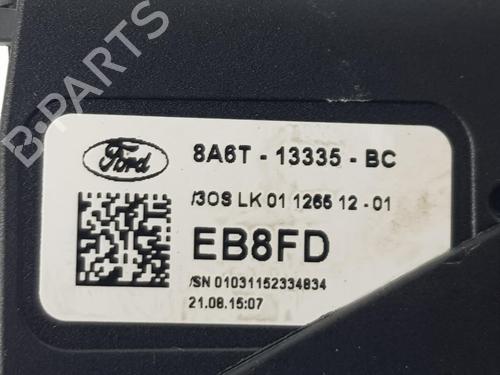 B-PARTS
Ford
8A6T - 13335 - BC
/3OS LK 01 1265 12 - 01
EB8FD
/SN 01031152334834
21.08.15:07